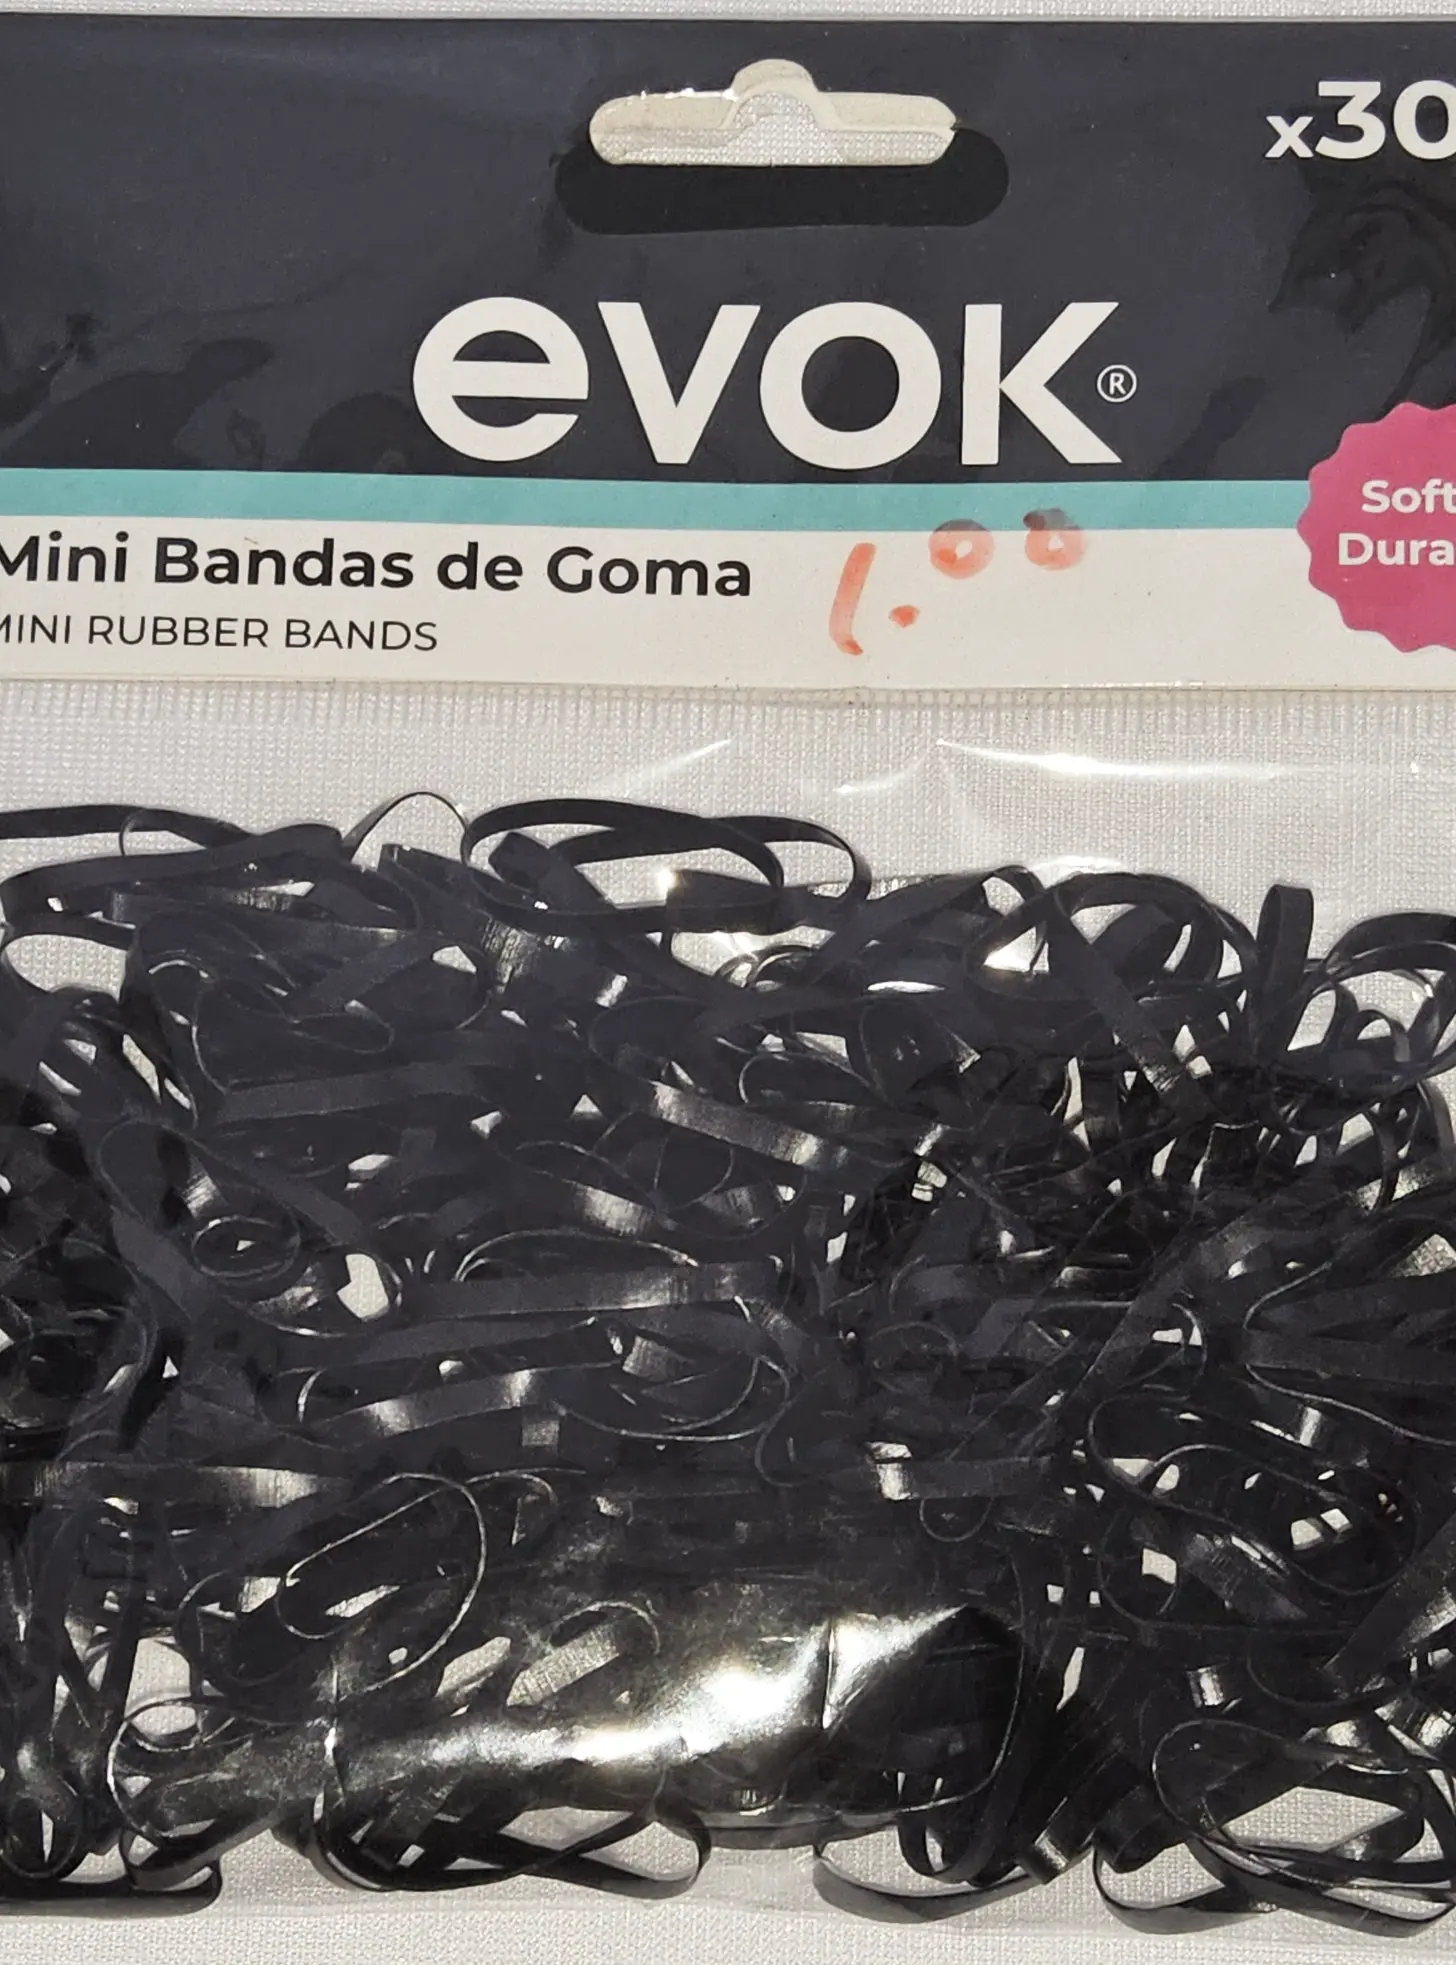 x30
evok®
Soft
Dura
Mini Bandas de Goma
1.00
MINI RUBBER BANDS